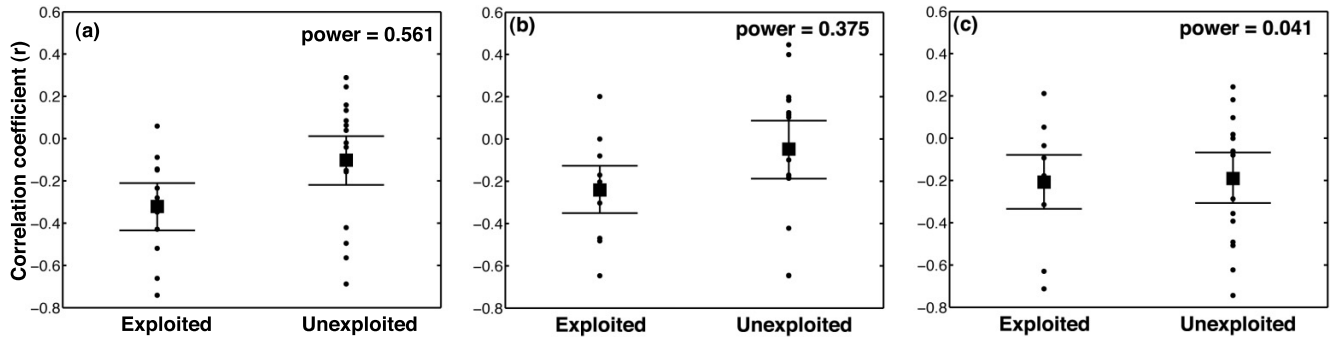 (a)
power = 0.561
0.6
0.4
0.2
0.0
−0.2
−0.4
−0.6
−0.8
Correlation coefficient (r)
Exploited
Unexploited
(b)
power = 0.375
0.6
0.4
0.2
0.0
−0.2
−0.4
−0.6
−0.8
Exploited
Unexploited
(c)
power = 0.041
0.6
0.4
0.2
0.0
−0.2
−0.4
−0.6
−0.8
Exploited
Unexploited